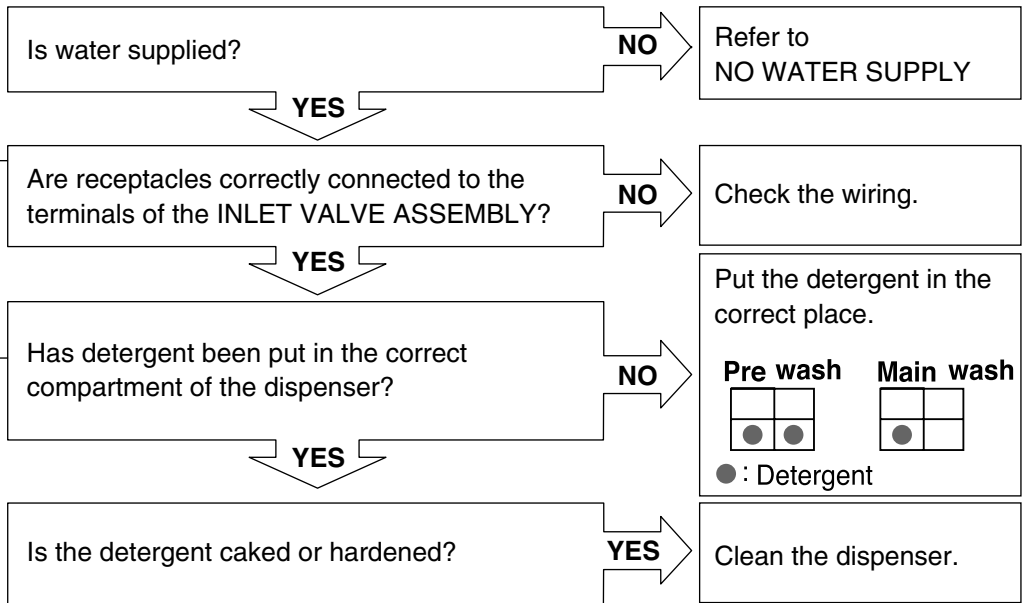 Is water supplied?
NO
Refer to
NO WATER SUPPLY
YES
Are receptacles correctly connected to the
terminals of the INLET VALVE ASSEMBLY?
NO
Check the wiring.
YES
Has detergent been put in the correct
compartment of the dispenser?
NO
Put the detergent in the
correct place.
Pre wash Main wash
: Detergent
YES
Is the detergent caked or hardened?
YES
Clean the dispenser.